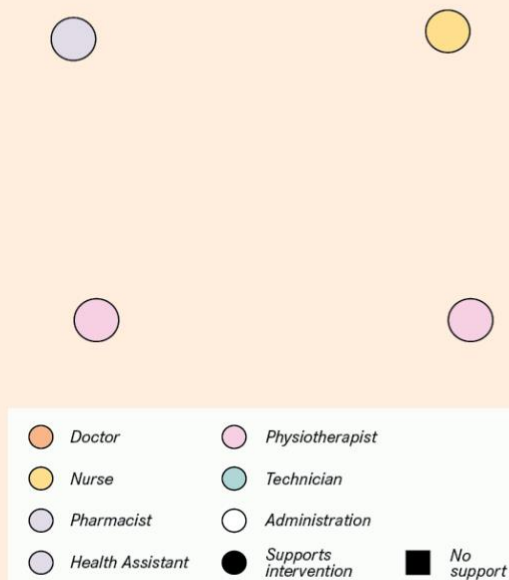 Doctor
Nurse
Pharmacist
Health Assistant
Physiotherapist
Technician
Administration
Supports
intervention
No
support